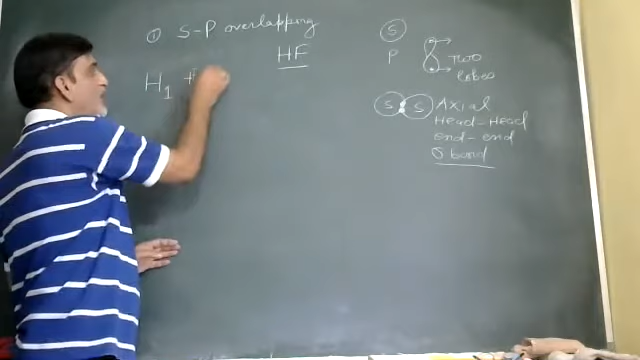 ① S-P overlapping
HF
H1 +
S
P Two
lobes
S S Axial
Head-Head
end-end
σ bond